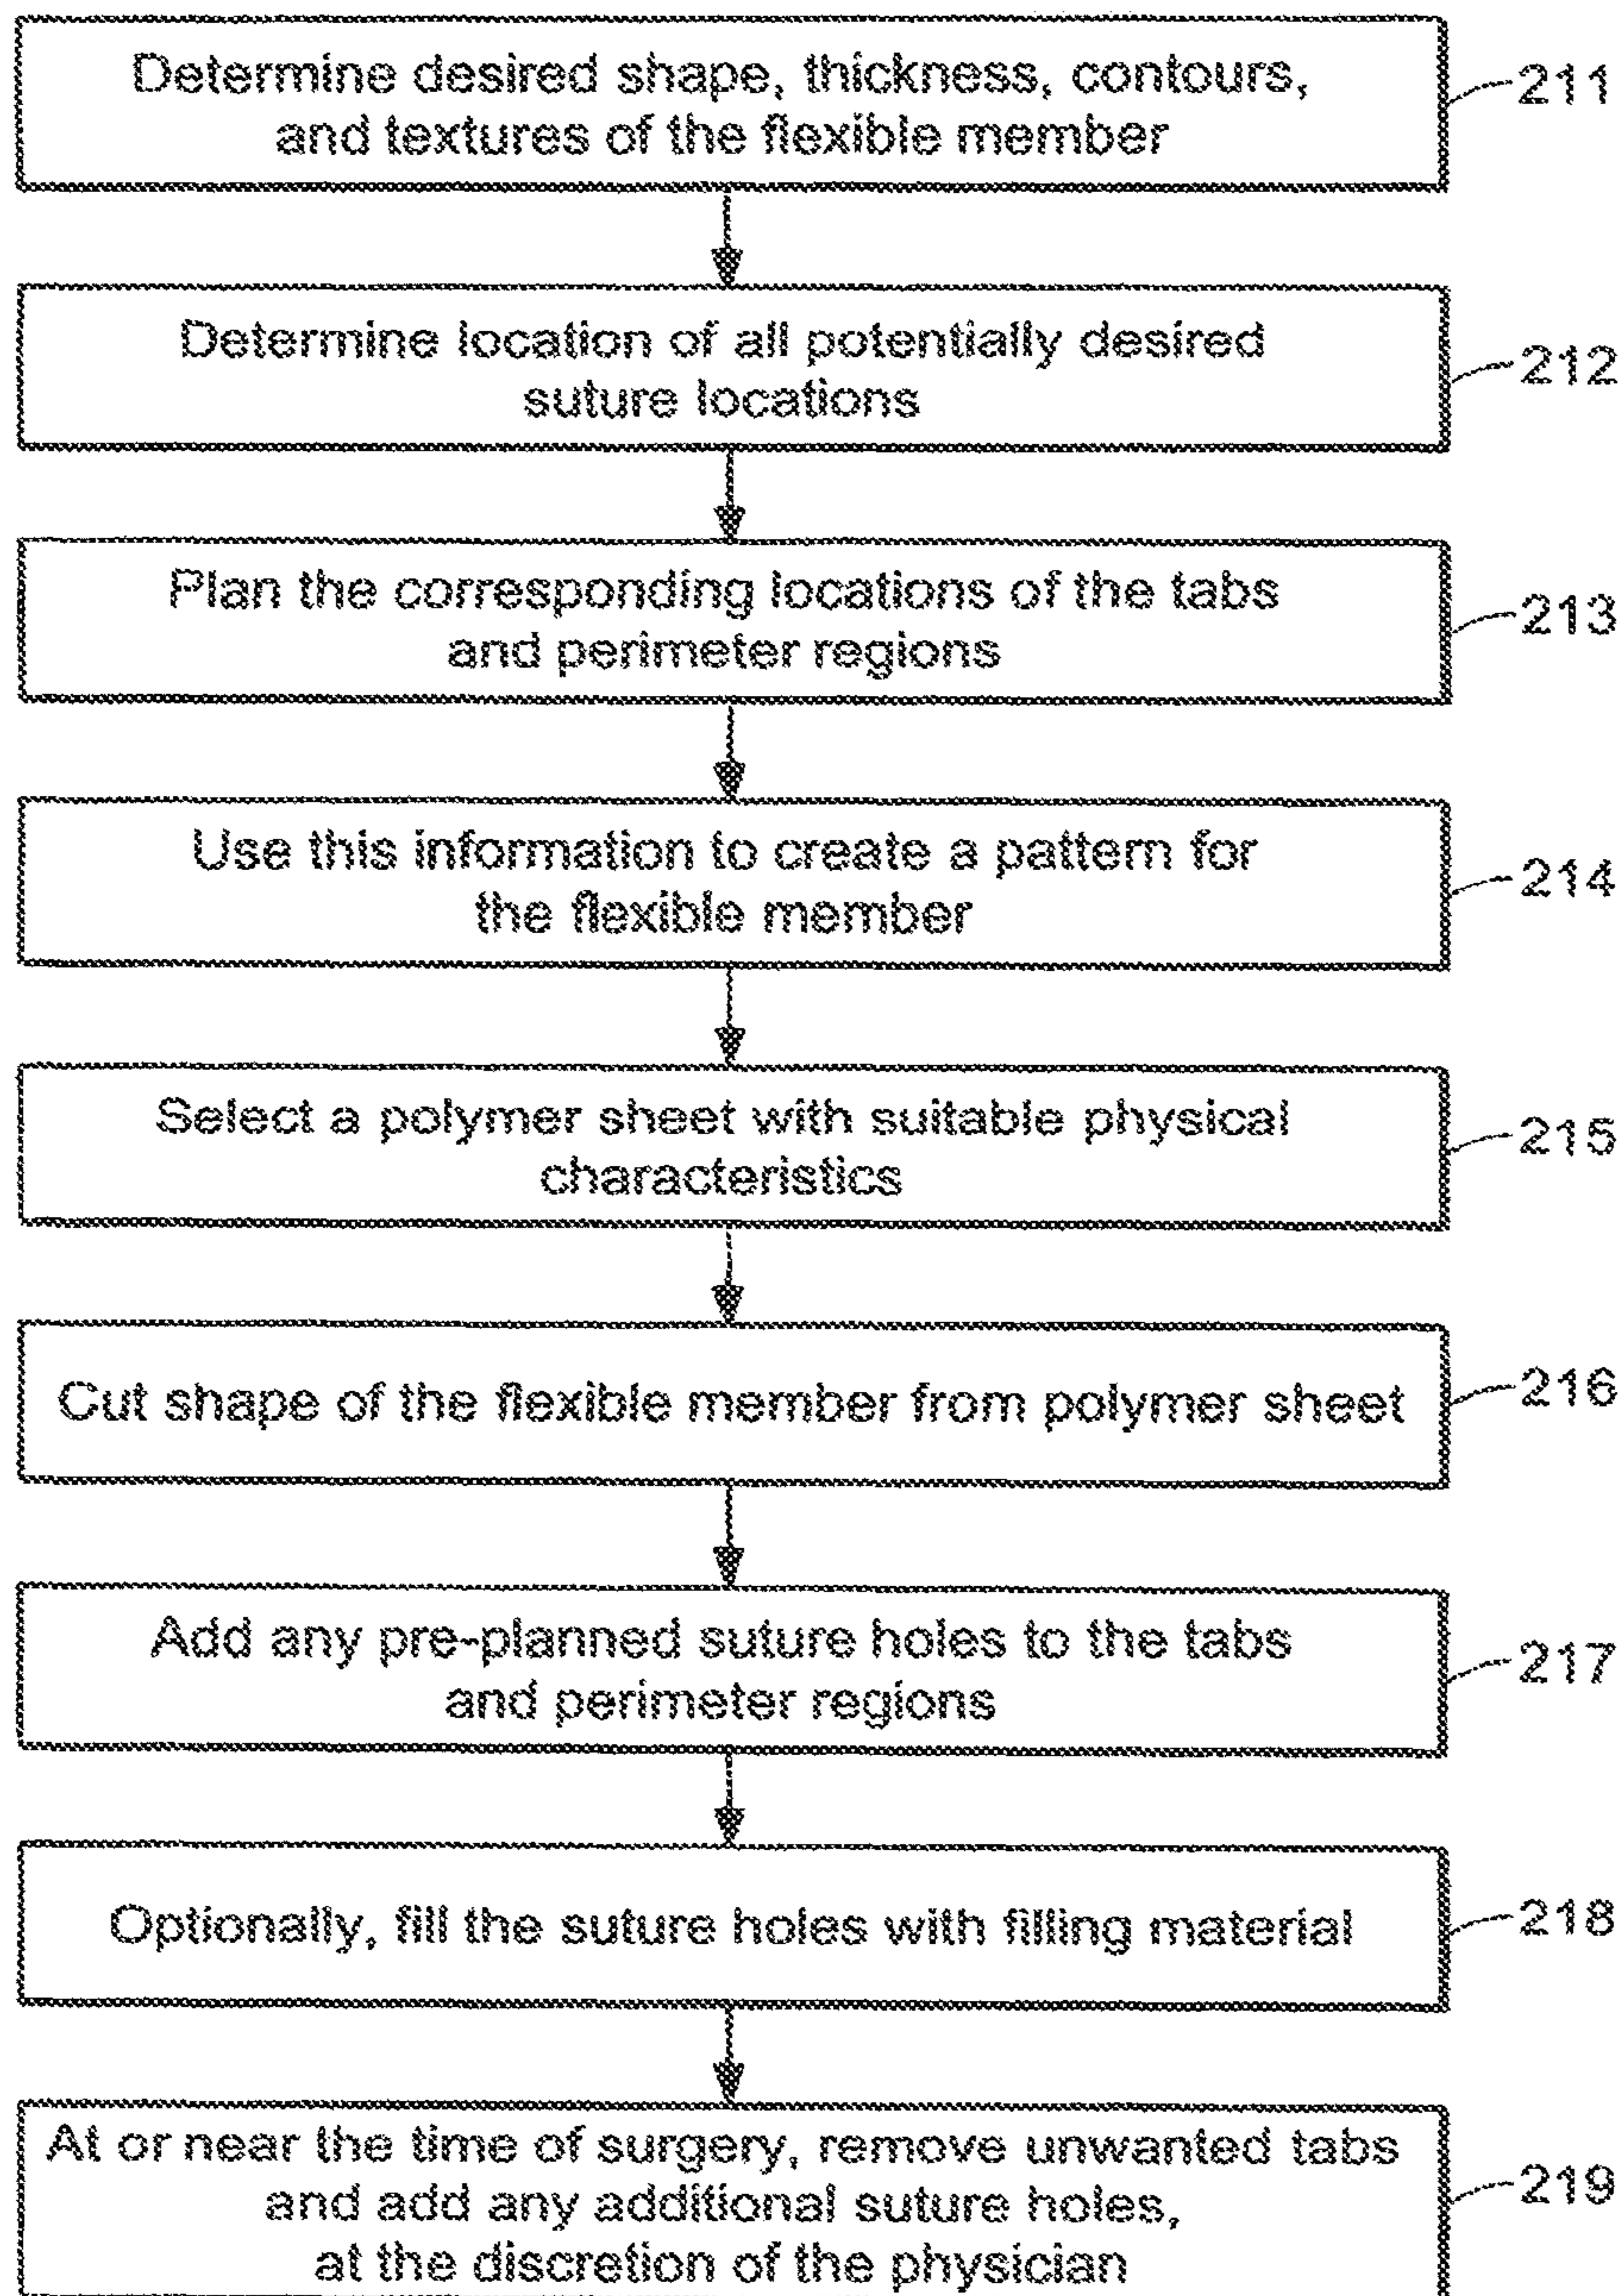 Determine desired shape, thickness, contours,
and textures of the flexible member
211
Determine location of all potentially desired
suture locations
212
Plan the corresponding locations of the tabs
and perimeter regions
213
Use this information to create a pattern for
the flexible member
214
Select a polymer sheet with suitable physical
characteristics
215
Cut shape of the flexible member from polymer sheet
216
Add any pre-planned suture holes to the tabs
and perimeter regions
217
Optionally, fill the suture holes with filling material
218
At or near the time of surgery, remove unwanted tabs
and add any additional suture holes,
at the discretion of the physician
219